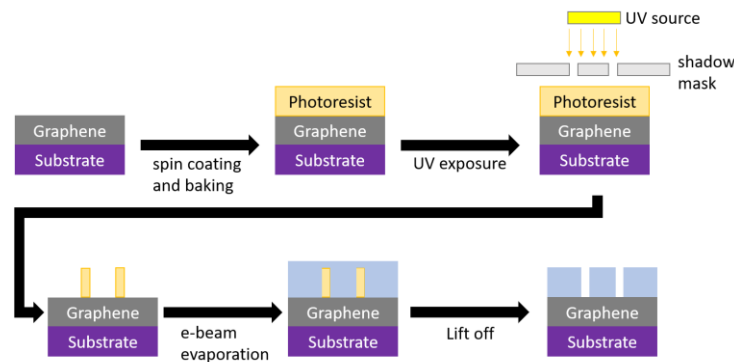 UV source
shadow
mask
Photoresist
Photoresist
Graphene
Graphene
Graphene
Substrate
spin coating
and baking
Substrate
UV exposure
Substrate
Graphene
Graphene
Graphene
Substrate
e-beam
evaporation
Substrate
Lift off
Substrate